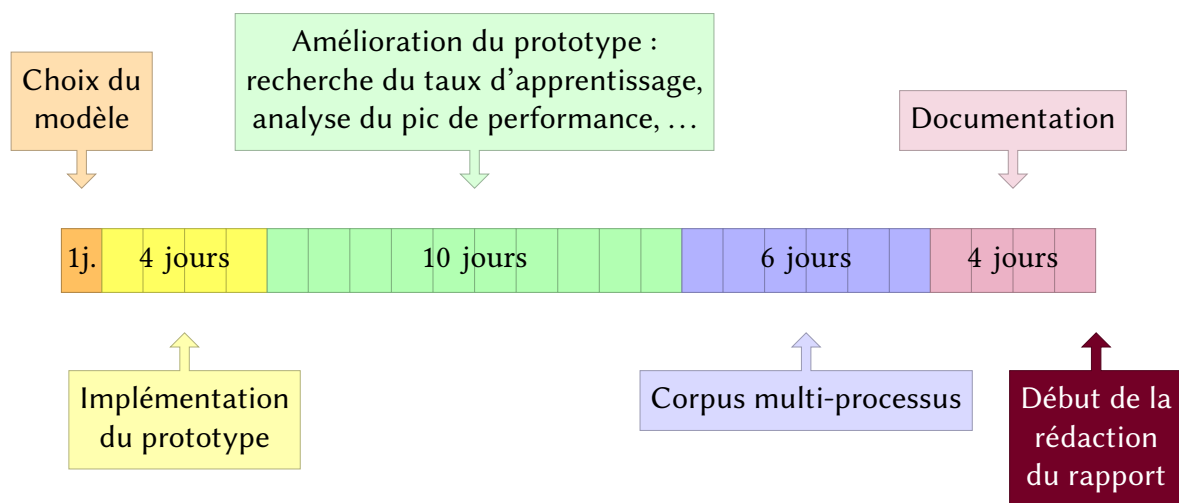 Choix du
modèle
Amélioration du prototype :
recherche du taux d'apprentissage,
analyse du pic de performance, …
Documentation
1j.
4 jours
10 jours
6 jours
4 jours
Implémentation
du prototype
Corpus multi-processus
Début de la
rédaction
du rapport